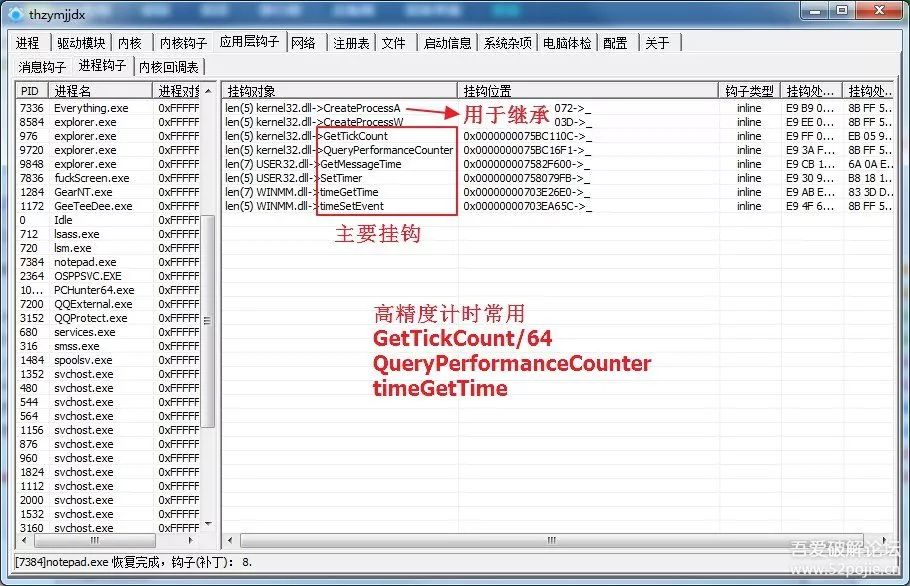 thzymjjdx
进程 驱动模块 内核 内核钩子 应用层钩子 网络 注册表 文件 启动信息 系统杂项 电脑体检 配置 关于
消息钩子 进程钩子 内核回调表
PID 进程名 进程对 挂钩对象 挂钩位置 钩子类型 挂钩处... 挂钩处..
7336 Everything.exe 0xFFFFF len(5) kernel32.dll->CreateProcessA 072->_ inline E9 B9 0... 8B FF 5...
用于继承
8584 explorer.exe 0xFFFFF len(5) kernel32.dll->CreateProcessW 03D->_ inline E9 EE 0... 8B FF 5...
976 explorer.exe 0xFFFFF len(5) kernel32.dll->GetTickCount 0x0000000075BC110C->_ inline E9 FF 0... EB 05 9...
9720 explorer.exe 0xFFFFF len(5) kernel32.dll->QueryPerformanceCounter 0x0000000075BC16F1->_ inline E9 3A F... 8B FF 5...
9848 explorer.exe 0xFFFFF len(7) USER32.dll->GetMessageTime 0x000000007582F600->_ inline E9 CB 1... 6A 0A E...
7836 fuckScreen.exe 0xFFFFF len(5) USER32.dll->SetTimer 0x00000000758079FB->_ inline E9 30 9... B8 18 1...
1284 GearNT.exe 0xFFFFF len(7) WINMM.dll->timeGetTime 0x00000000703E26E0->_ inline E9 AB E... 83 3D D...
1172 GeeTeeDee.exe 0xFFFFF len(5) WINMM.dll->timeSetEvent 0x00000000703EA65C->_ inline E9 4F 6... 8B FF 5...
0 Idle 0xFFFFF
712 lsass.exe 0xFFFFF
主要挂钩
720 lsm.exe 0xFFFFF
7384 notepad.exe 0xFFFFF
2364 OSPPSVC.EXE 0xFFFFF
10... PCHunter64.exe 0xFFFFF
7200 QQExternal.exe 0xFFFFF
3152 QQProtect.exe 0xFFFFF
高精度计时常用
680 services.exe 0xFFFFF
316 smss.exe 0xFFFFF
GetTickCount/64
1484 spoolsv.exe 0xFFFFF
QueryPerformanceCounter
1352 svchost.exe 0xFFFFF
480 svchost.exe 0xFFFFF
timeGetTime
544 svchost.exe 0xFFFFF
564 svchost.exe 0xFFFFF
1156 svchost.exe 0xFFFFF
876 svchost.exe 0xFFFFF
960 svchost.exe 0xFFFFF
1824 svchost.exe 0xFFFFF
1112 svchost.exe 0xFFFFF
2000 svchost.exe 0xFFFFF
1532 svchost.exe 0xFFFFF
3160 svchost.exe 0xFFFFF
[7384]notepad.exe 恢复完成，钩子(补丁)： 8.
吾爱破解论坛
www.52pojie.cn